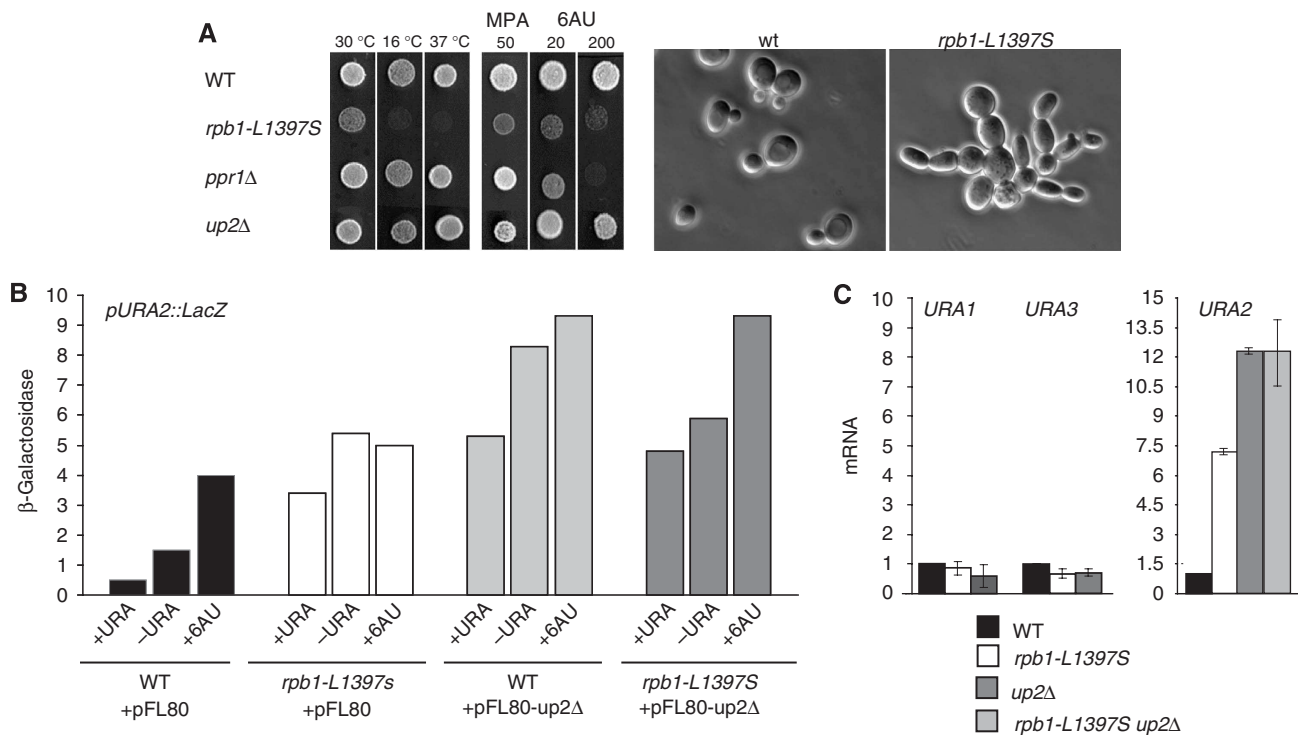 A
MPA 6AU
30 °C 16 °C 37 °C 50 20 200
wt rpb1-L1397S
WT
rpb1-L1397S
ppr1Δ
up2Δ
B
pURA2::LacZ
β-Galactosidase
10
9
8
7
6
5
4
3
2
1
0
+URA –URA +6AU +URA –URA +6AU +URA –URA +6AU +URA –URA +6AU
WT rpb1-L1397s WT rpb1-L1397S
+pFL80 +pFL80 +pFL80-up2Δ +pFL80-up2Δ
C
URA1 URA3 URA2
mRNA
10
9
8
7
6
5
4
3
2
1
0
15
13.5
12
10.5
9
7.5
6
4.5
3
1.5
0
WT
rpb1-L1397S
up2Δ
rpb1-L1397S up2Δ